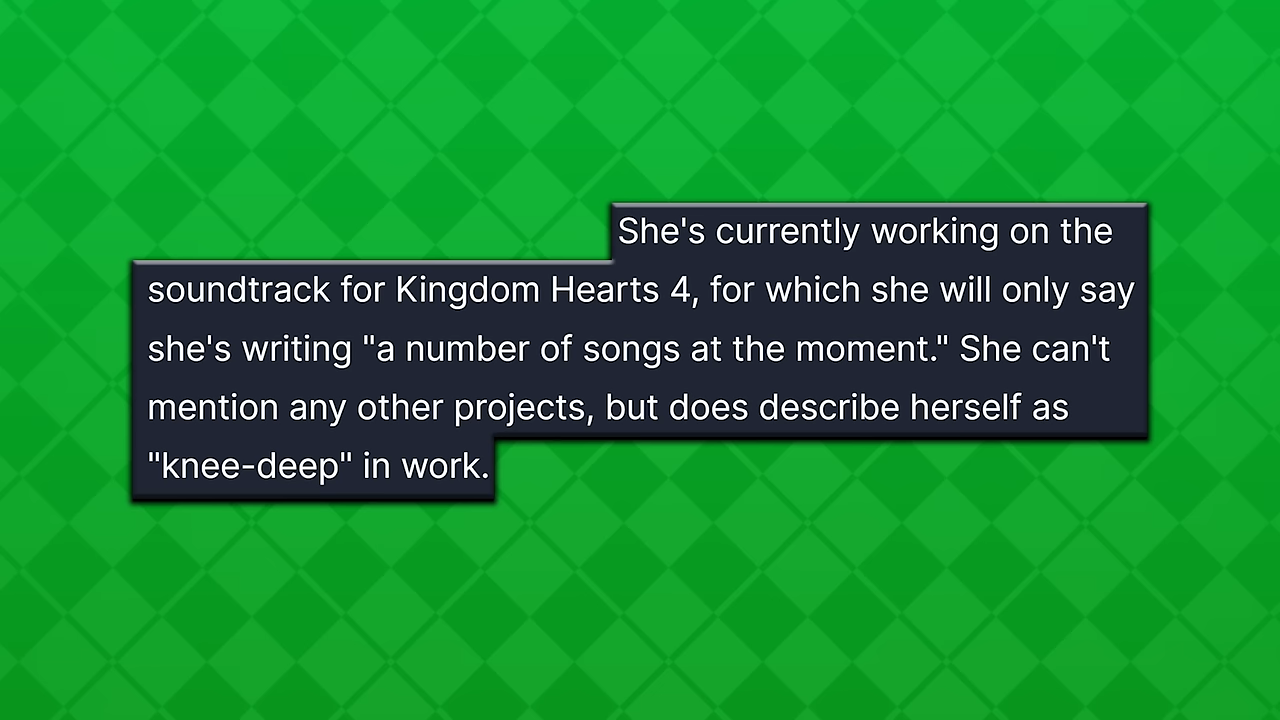 She's currently working on the
soundtrack for Kingdom Hearts 4, for which she will only say
she's writing "a number of songs at the moment." She can't
mention any other projects, but does describe herself as
"knee-deep" in work.